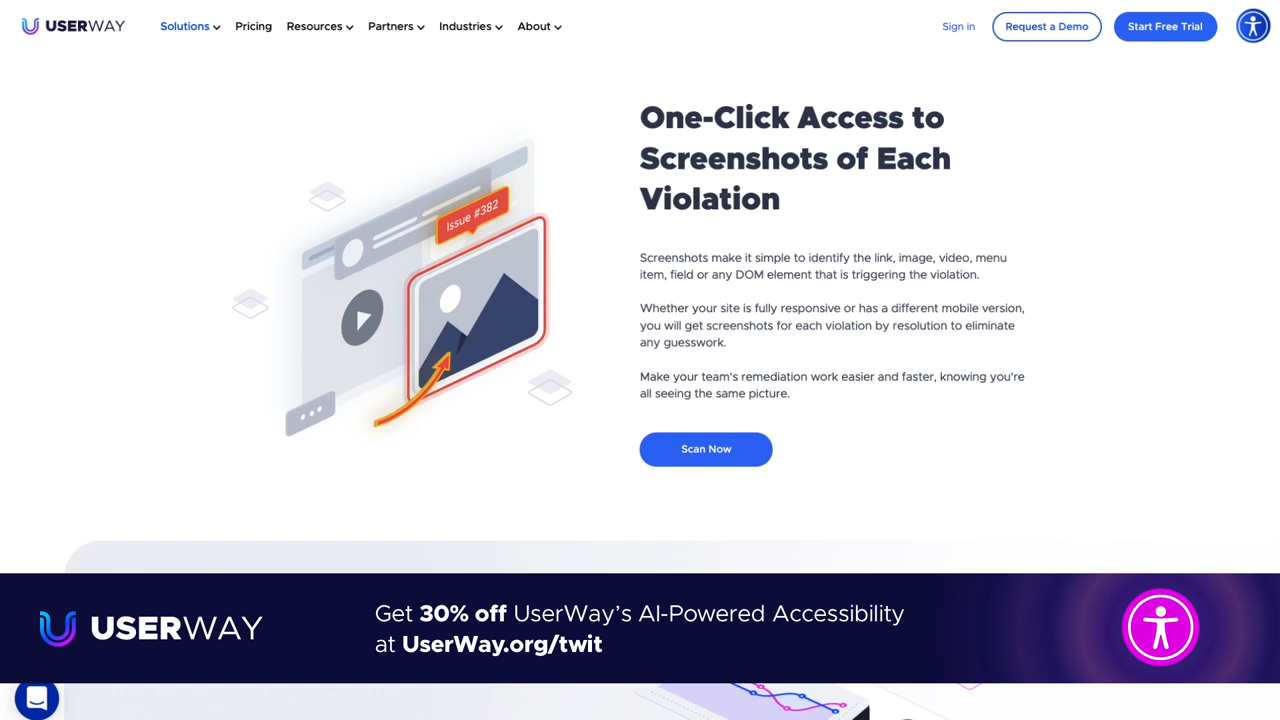 USERWAY
Solutions
Pricing
Resources
Partners
Industries
About
Sign in
Request a Demo
Start Free Trial
One-Click Access to
Screenshots of Each
Violation
Issue #382
Screenshots make it simple to identify the link, image, video, menu
item, field or any DOM element that is triggering the violation.
Whether your site is fully responsive or has a different mobile version,
you will get screenshots for each violation by resolution to eliminate
any guesswork.
Make your team's remediation work easier and faster, knowing you're
all seeing the same picture.
Scan Now
USERWAY
Get 30% off UserWay’s AI-Powered Accessibility
at UserWay.org/twit